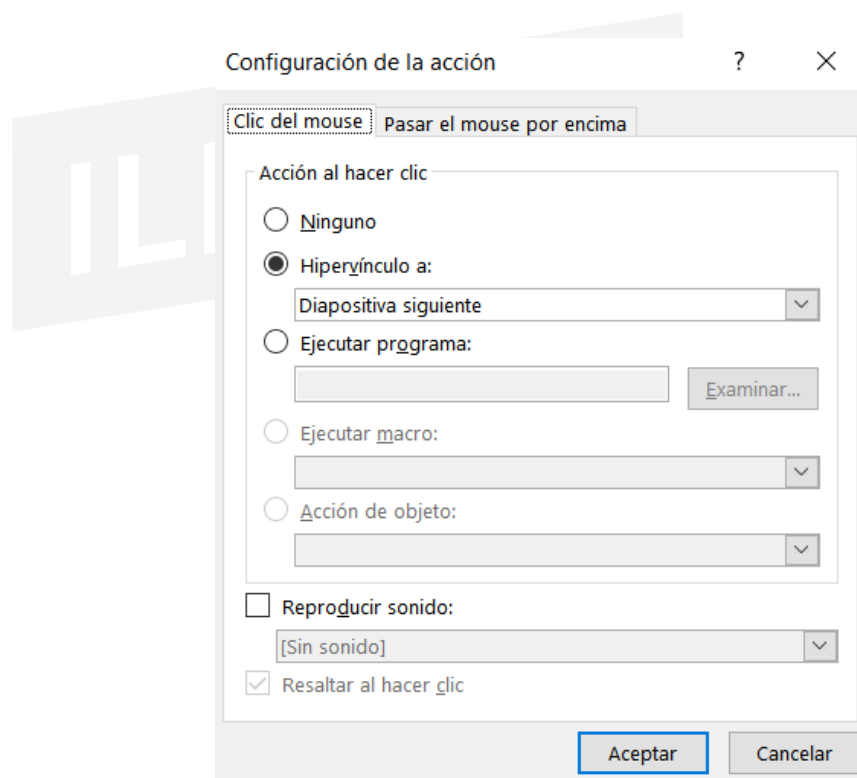 Configuración de la acción ?
Clic del mouse Pasar el mouse por encima
Acción al hacer clic
Ninguno
Hipervínculo a:
Diapositiva siguiente
Ejecutar programa:
Examinar...
Ejecutar macro:
Acción de objeto:
Reproducir sonido:
[Sin sonido]
Resaltar al hacer clic
Aceptar Cancelar